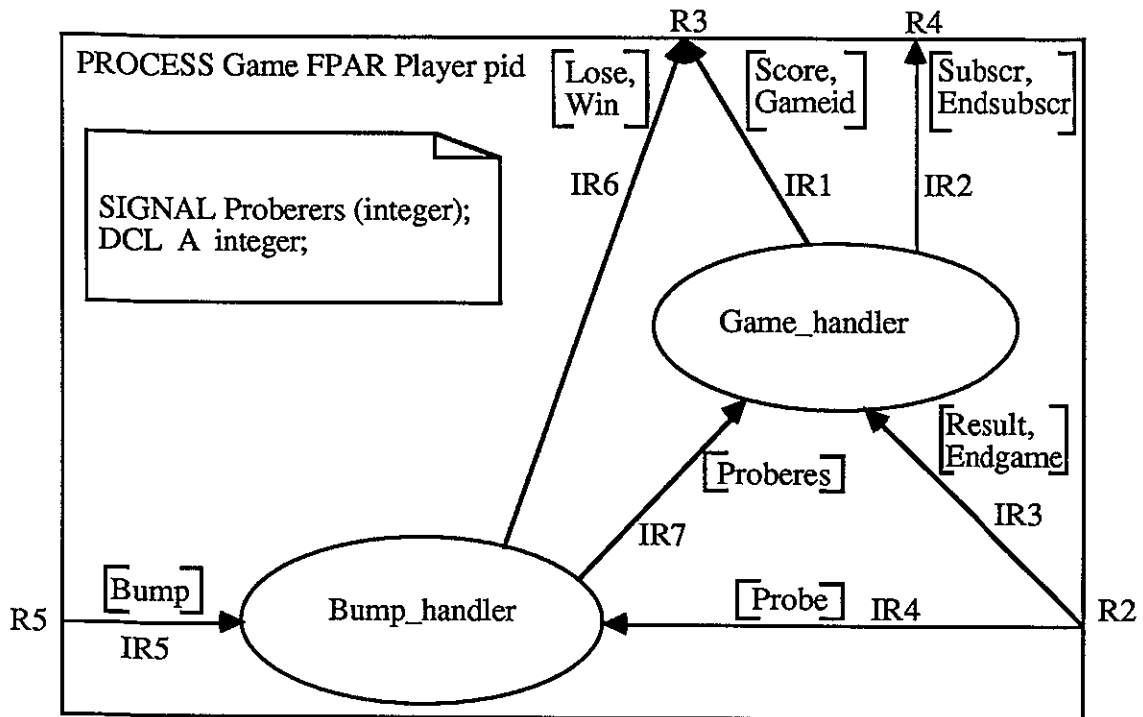 R3
R4
PROCESS Game FPAR Player pid
Lose,
Win
Score,
Gameid
Subscr,
Endsubscr
SIGNAL Proberers (integer);
DCL A integer;
IR6
IR1
IR2
Game_handler
Result,
Endgame
Proberes
IR3
IR7
Bump
Bump_handler
Probe
R5
IR5
IR4
R2